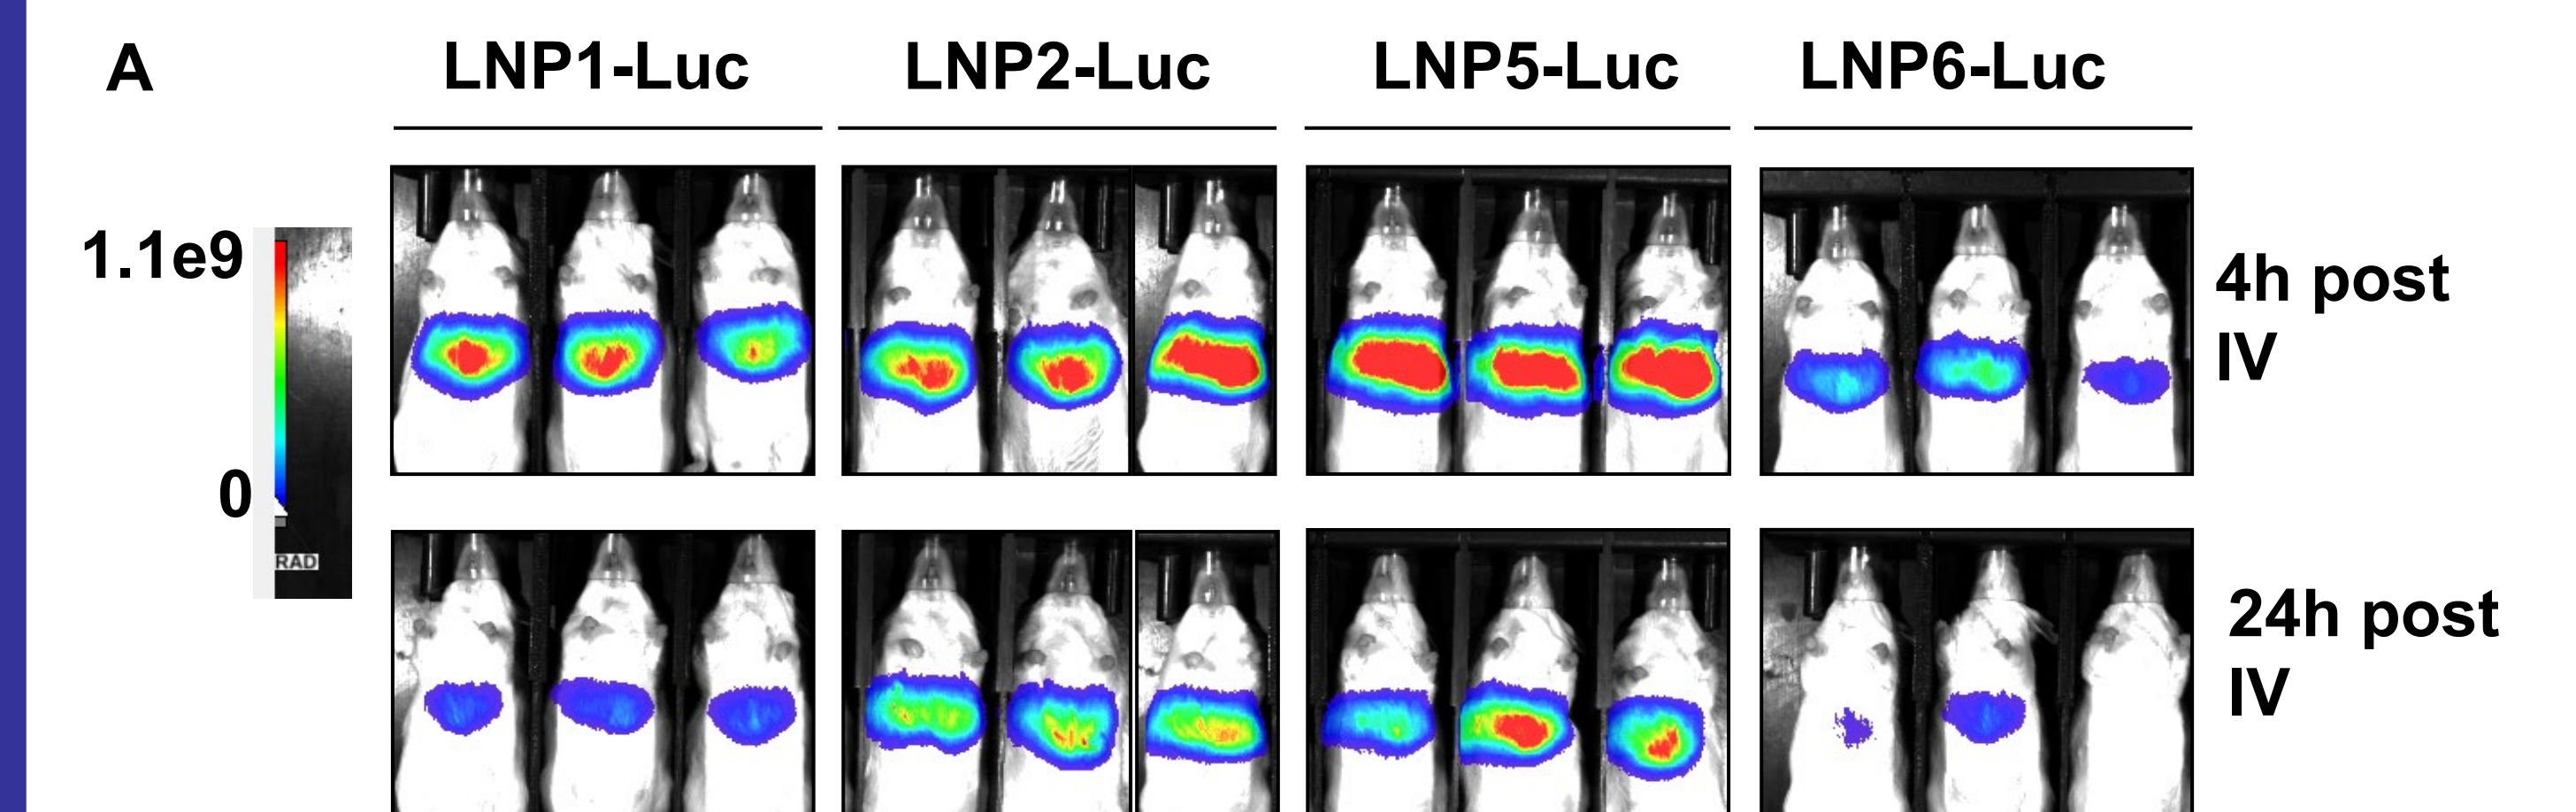 A
LNP1-Luc
LNP2-Luc
LNP5-Luc
LNP6-Luc
1.1e9
0
RAD
4h post
IV
24h post
IV